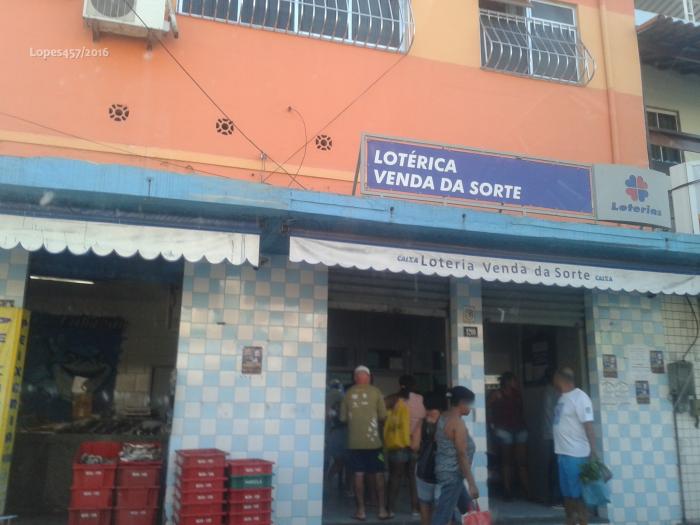 Lopes457/2016
LOTÉRICA
VENDA DA SORTE
Loterias
CAIXA Loteria Venda da Sorte CAIXA